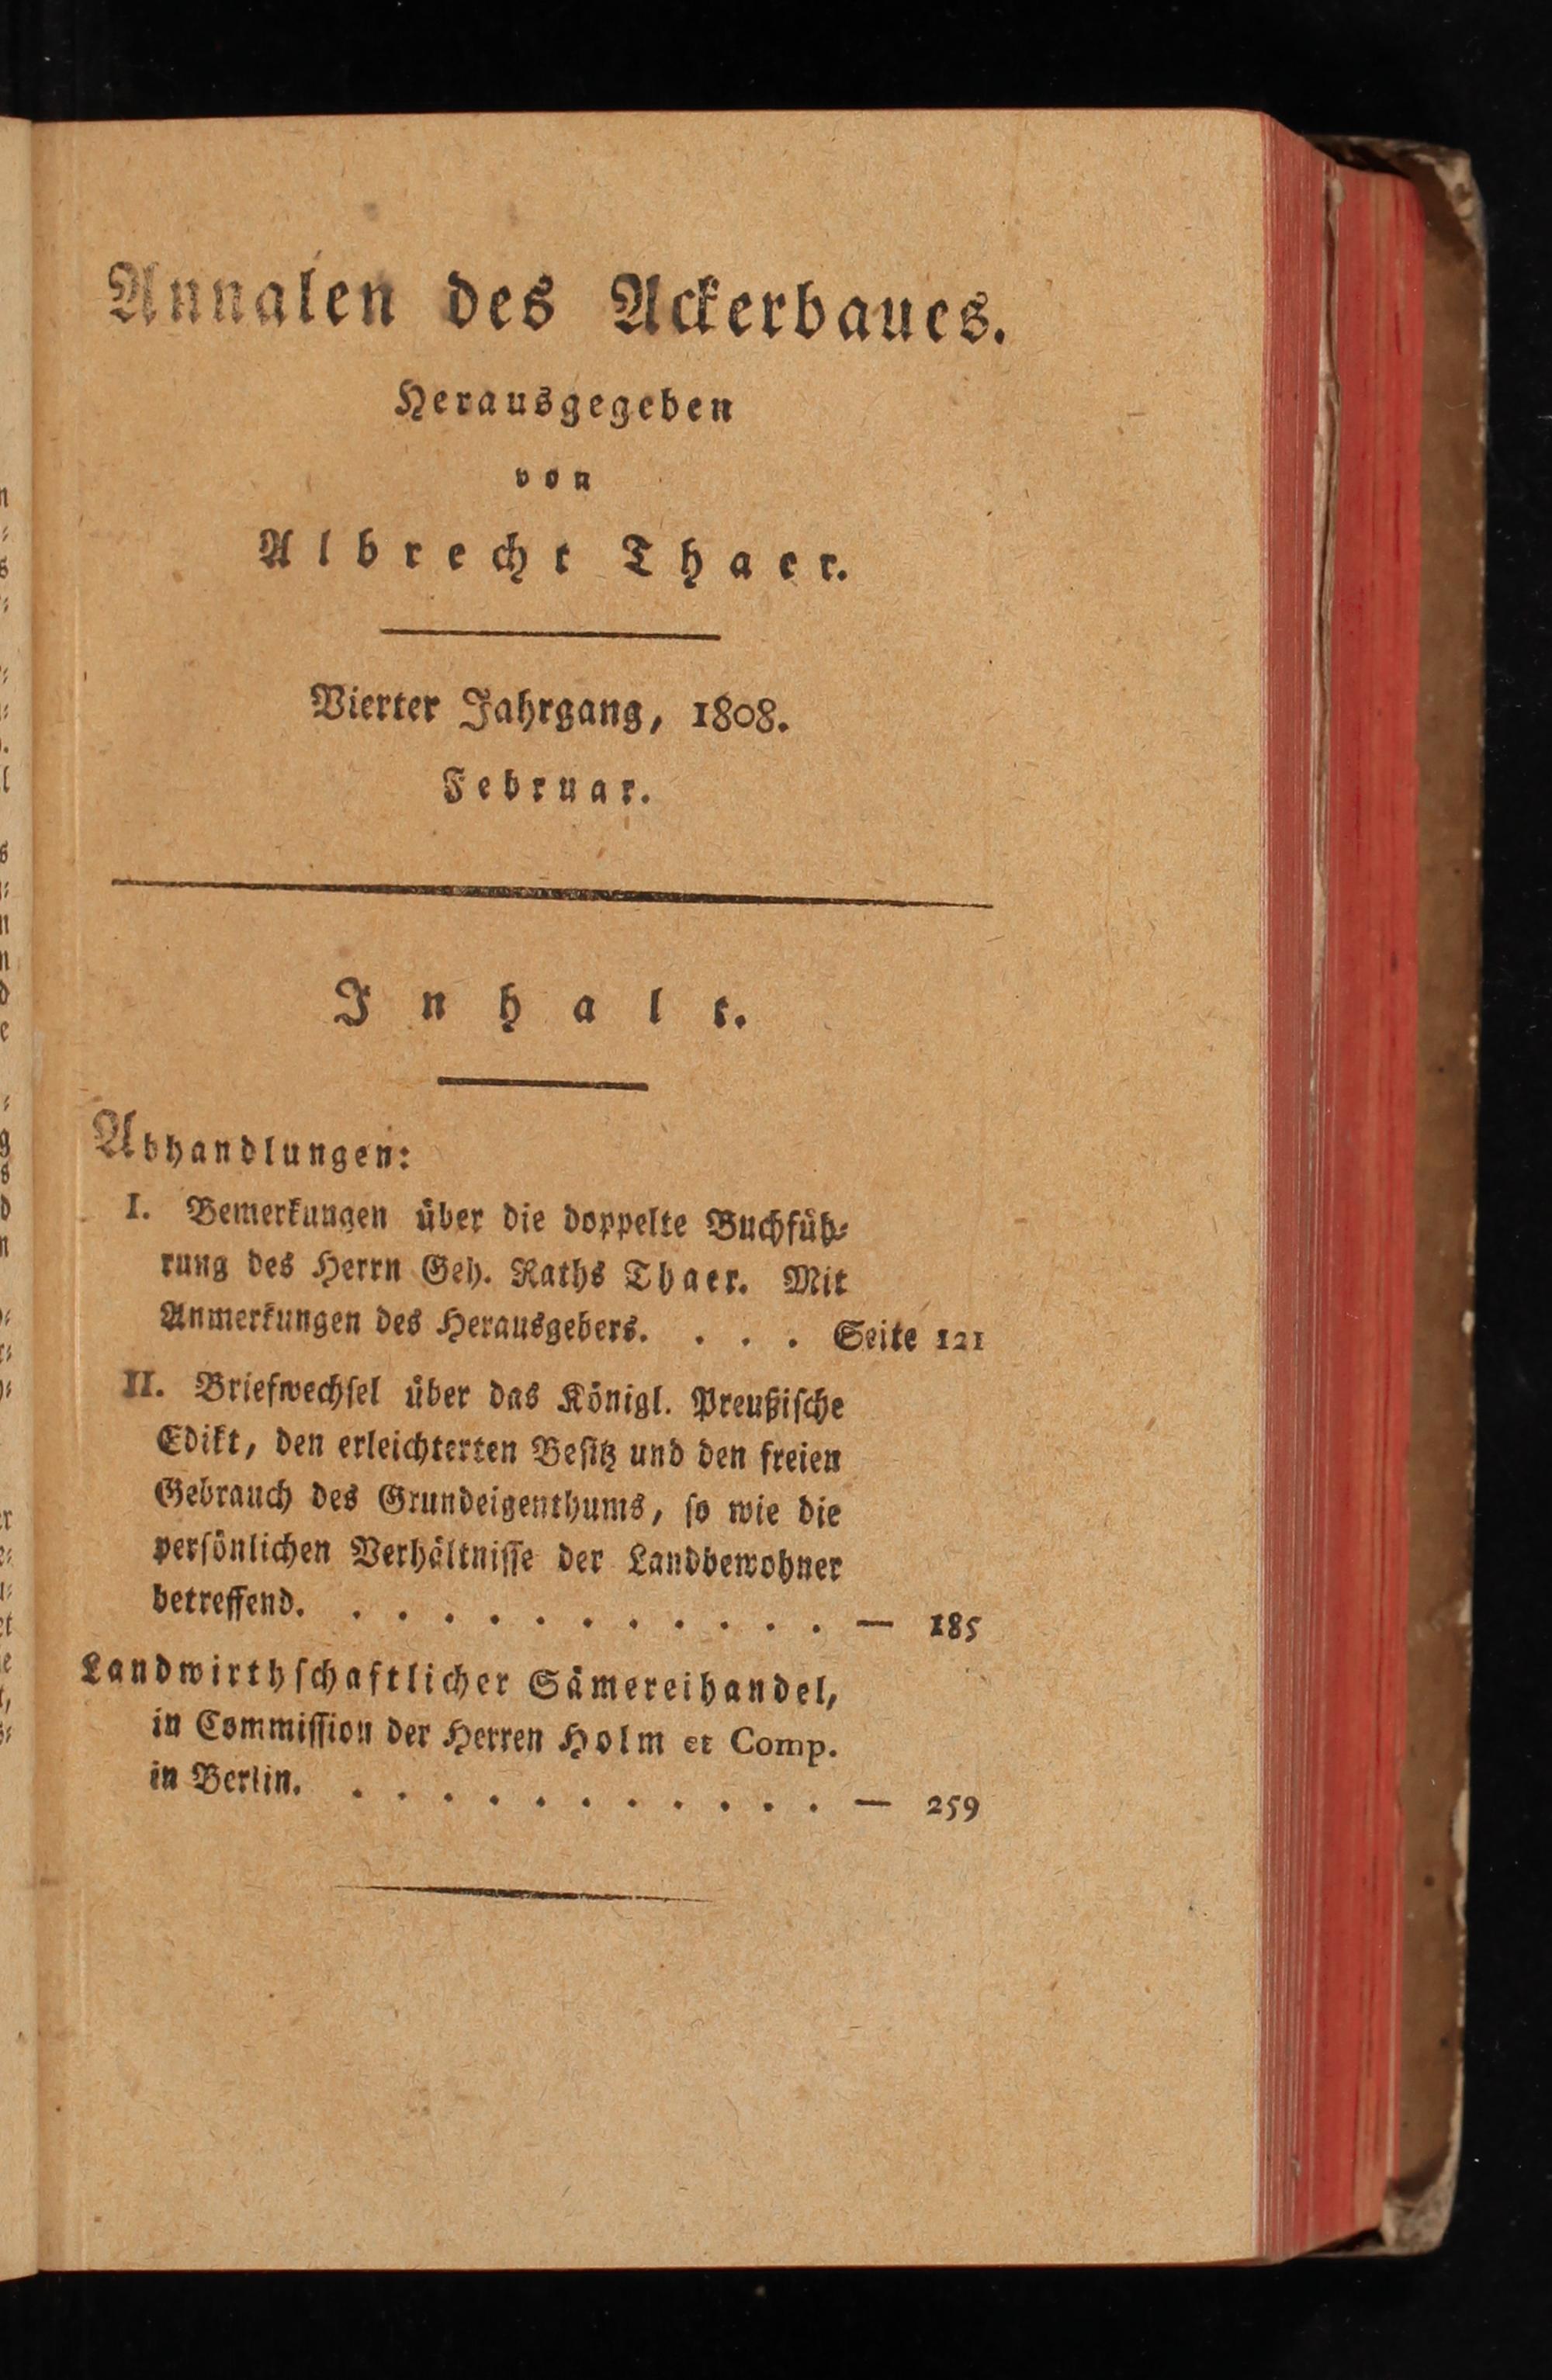 Annalen des Ackerbaues.
Herausgegeben
von
Albrecht Thaer.
Vierter Jahrgang, 1808.
Februar.
Inhalt.
Abhandlungen:
I. Bemerkungen über die doppelte Buchfüh⸗
rung des Herrn Geh. Raths Thaer. Mit
Anmerkungen des Herausgebers. . . . Seite 121
II. Briefwechſel über das Königl. Preußiſche
Edikt, den erleichterten Beſitz und den freien
Gebrauch des Grundeigenthums, ſo wie die
perſönlichen Verhältniſſe der Landbewohner
betreffend. . . . . . . . . . . . — 185
Landwirthſchaftlicher Sämereihandel,
in Commiſſion der Herren Holm et Comp.
in Berlin. . . . . . . . . . . . — 259